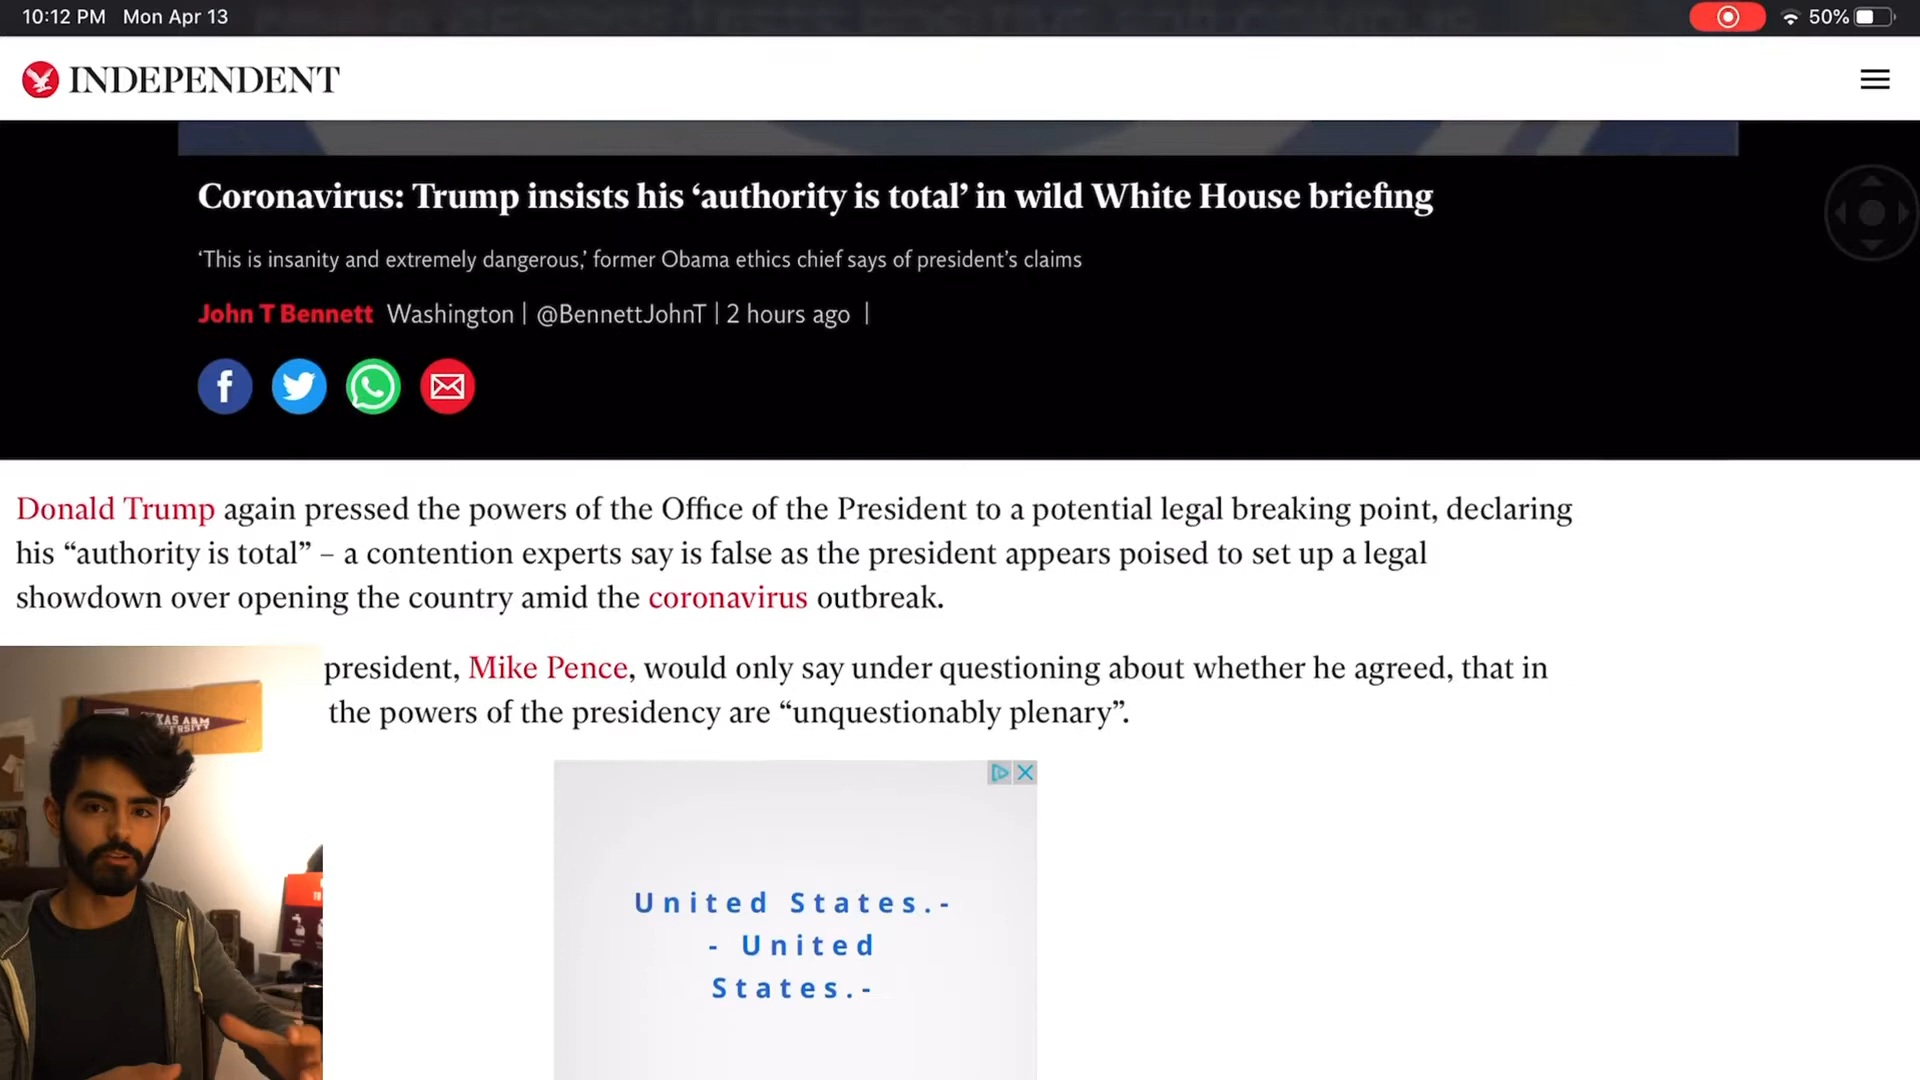 10:12 PM Mon Apr 13
50%
INDEPENDENT
Coronavirus: Trump insists his ‘authority is total’ in wild White House briefing
‘This is insanity and extremely dangerous,’ former Obama ethics chief says of president’s claims
John T Bennett Washington | @BennettJohnT | 2 hours ago |
Donald Trump again pressed the powers of the Office of the President to a potential legal breaking point, declaring
his “authority is total” – a contention experts say is false as the president appears poised to set up a legal
showdown over opening the country amid the coronavirus outbreak.
president, Mike Pence, would only say under questioning about whether he agreed, that in
the powers of the presidency are “unquestionably plenary”.
United States.-
- United
States.-